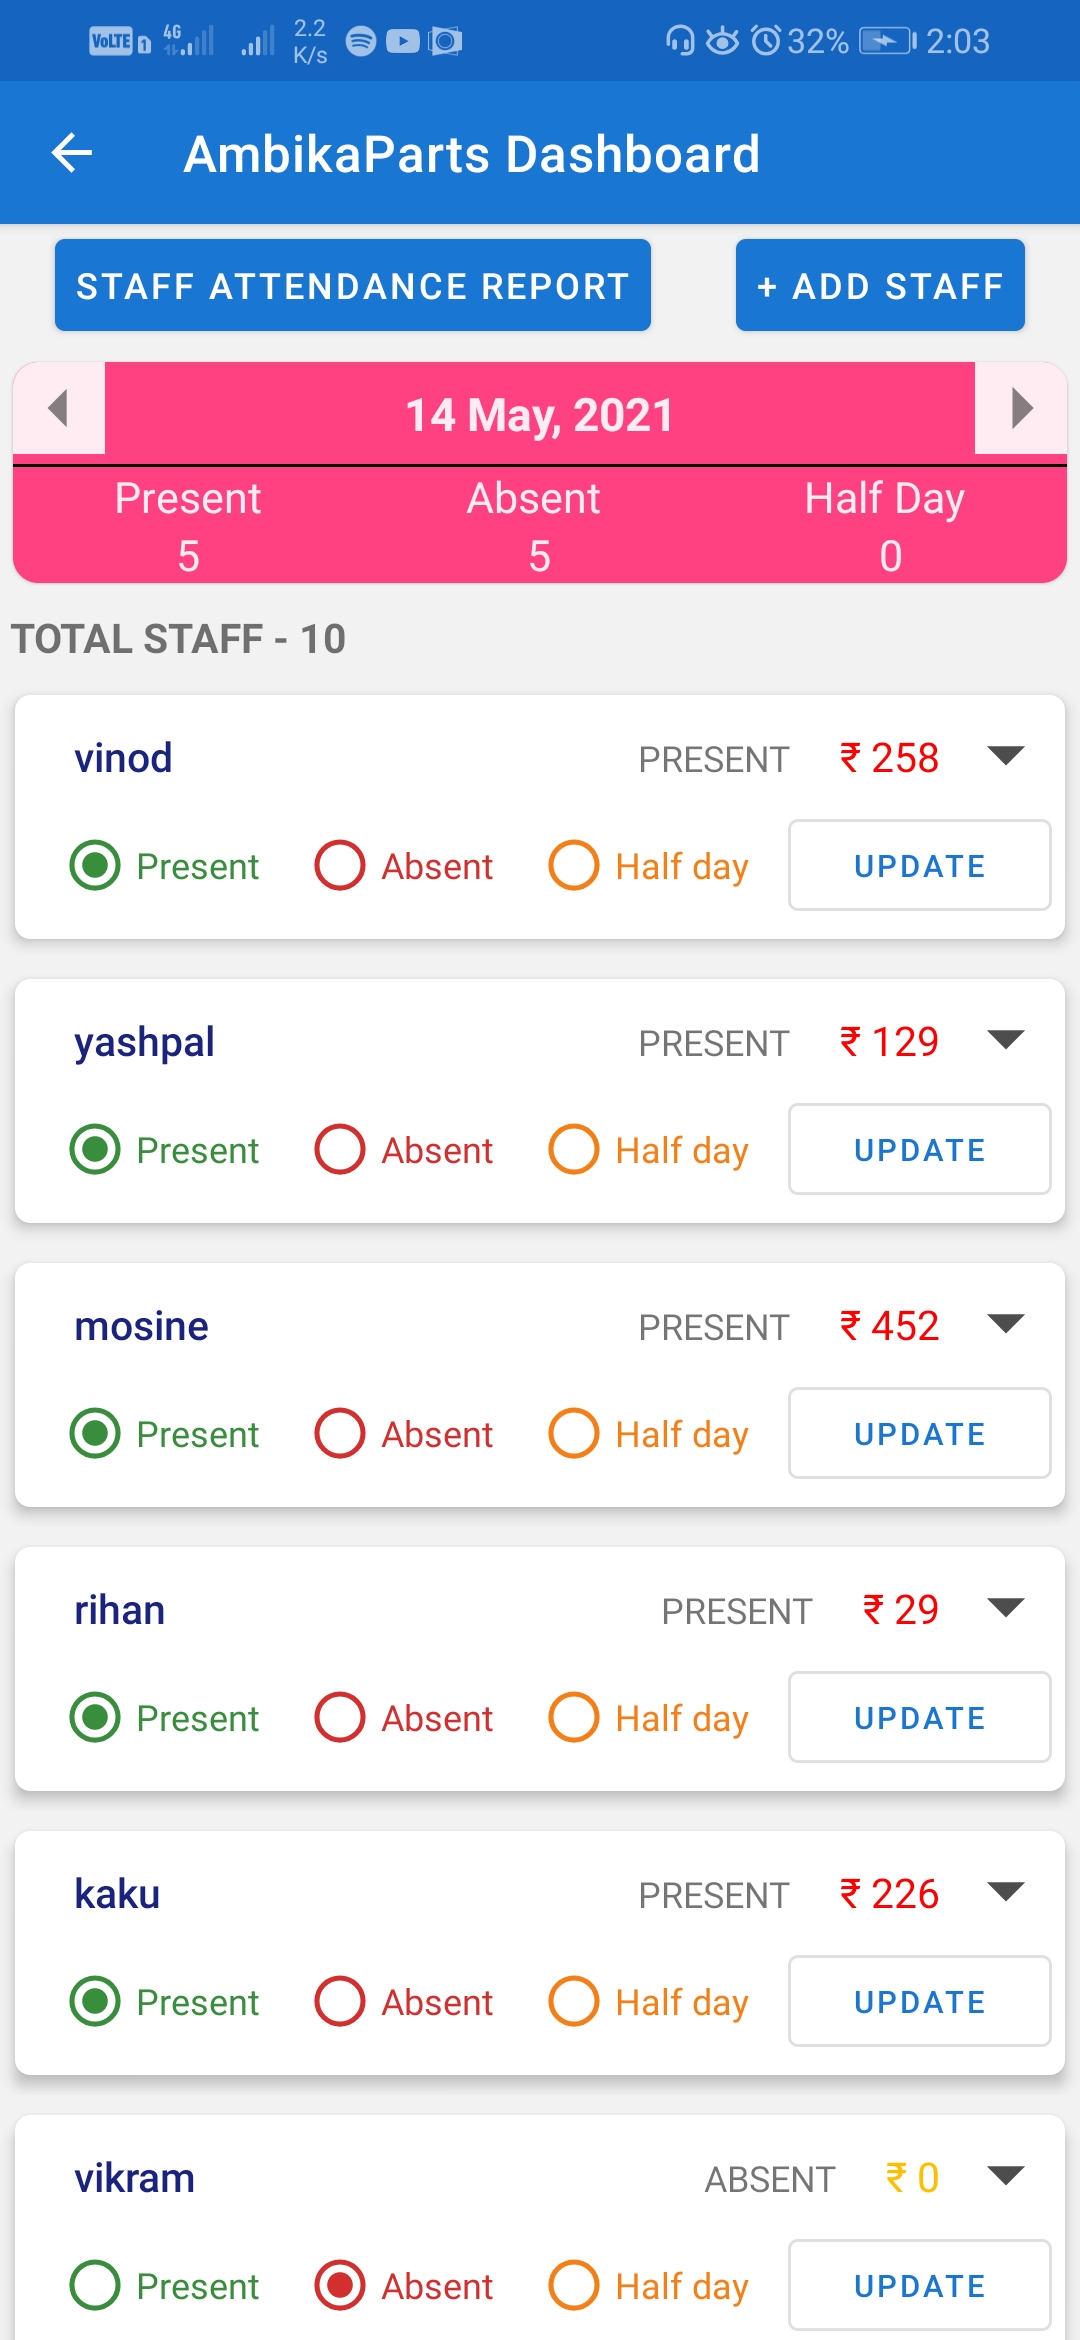 VoLTE 1 4G 2.2 K/s 32% 2:03
AmbikaParts Dashboard
STAFF ATTENDANCE REPORT + ADD STAFF
14 May, 2021
Present Absent Half Day
5 5 0
TOTAL STAFF - 10
vinod PRESENT ₹ 258
Present Absent Half day UPDATE
yashpal PRESENT ₹ 129
Present Absent Half day UPDATE
mosine PRESENT ₹ 452
Present Absent Half day UPDATE
rihan PRESENT ₹ 29
Present Absent Half day UPDATE
kaku PRESENT ₹ 226
Present Absent Half day UPDATE
vikram ABSENT ₹ 0
Present Absent Half day UPDATE